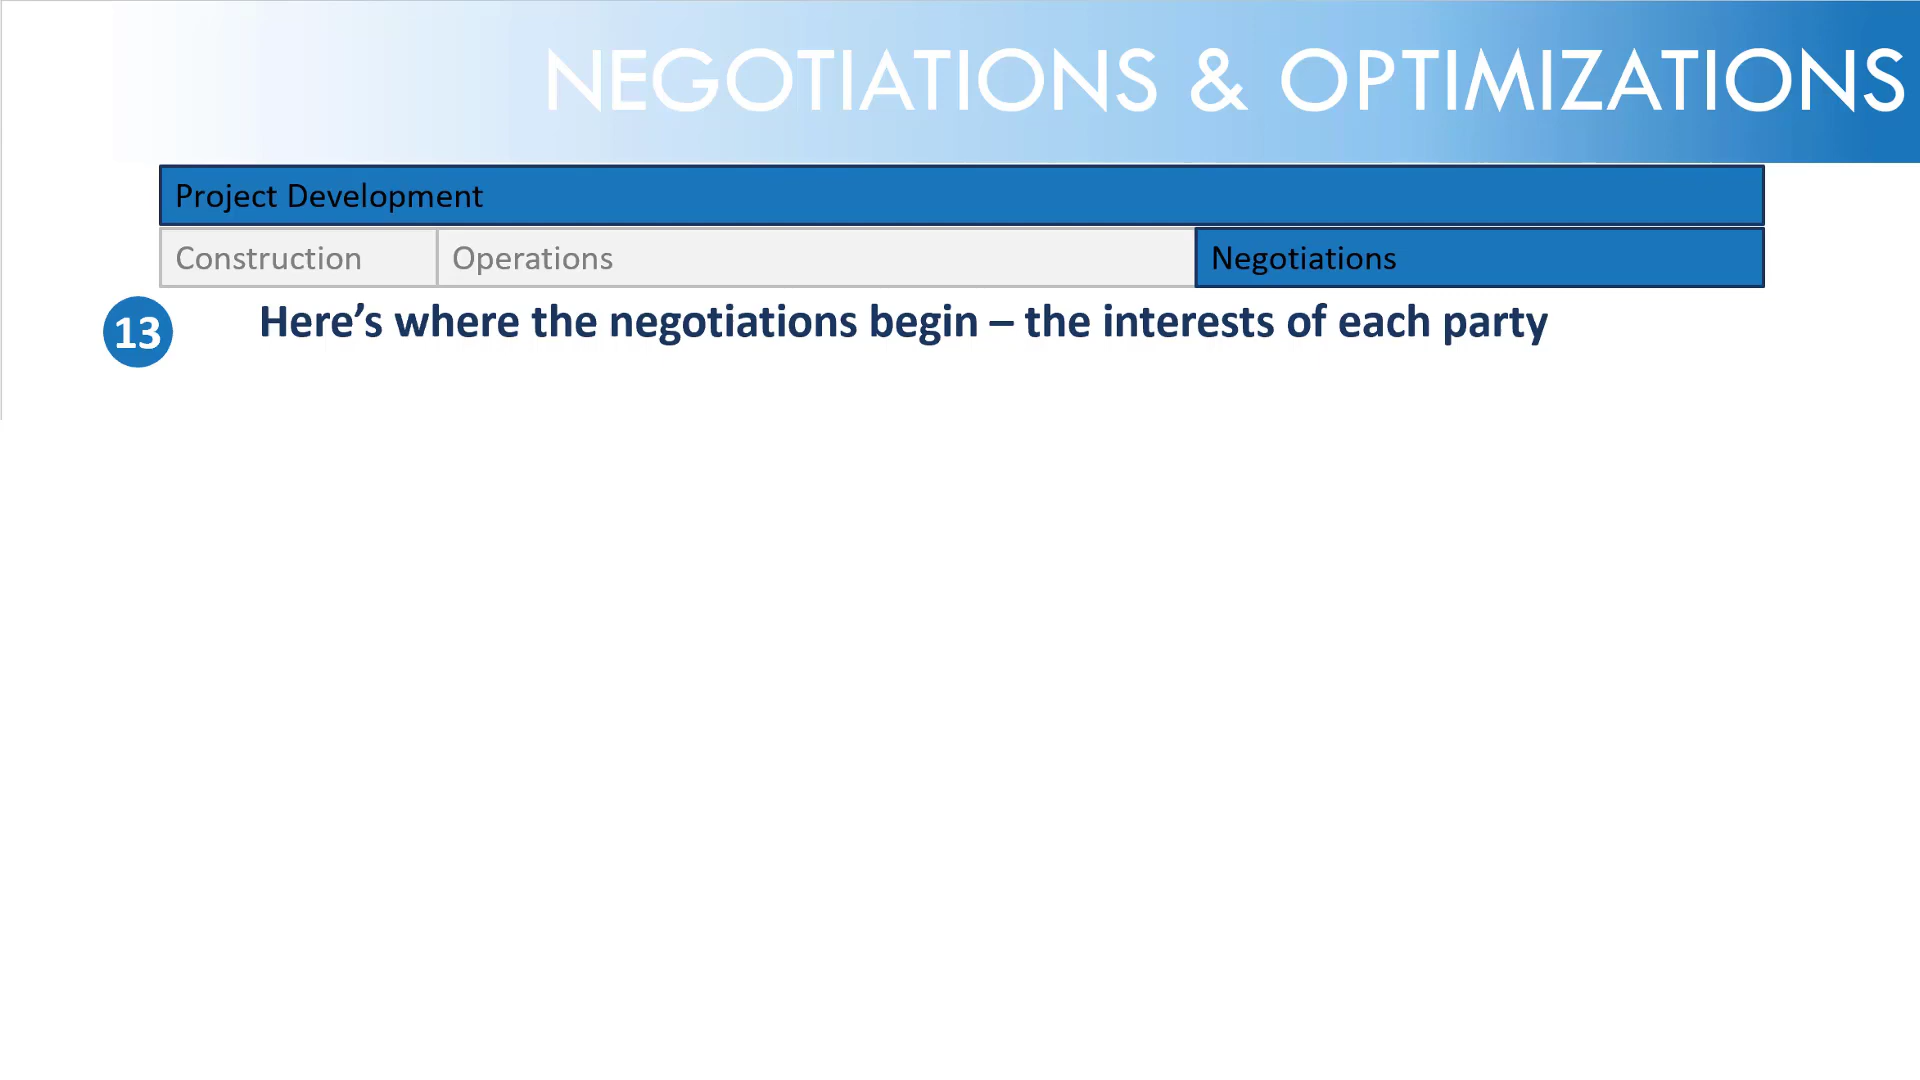 NEGOTIATIONS & OPTIMIZATIONS
Project Development
Construction
Operations
Negotiations
13
Here’s where the negotiations begin – the interests of each party